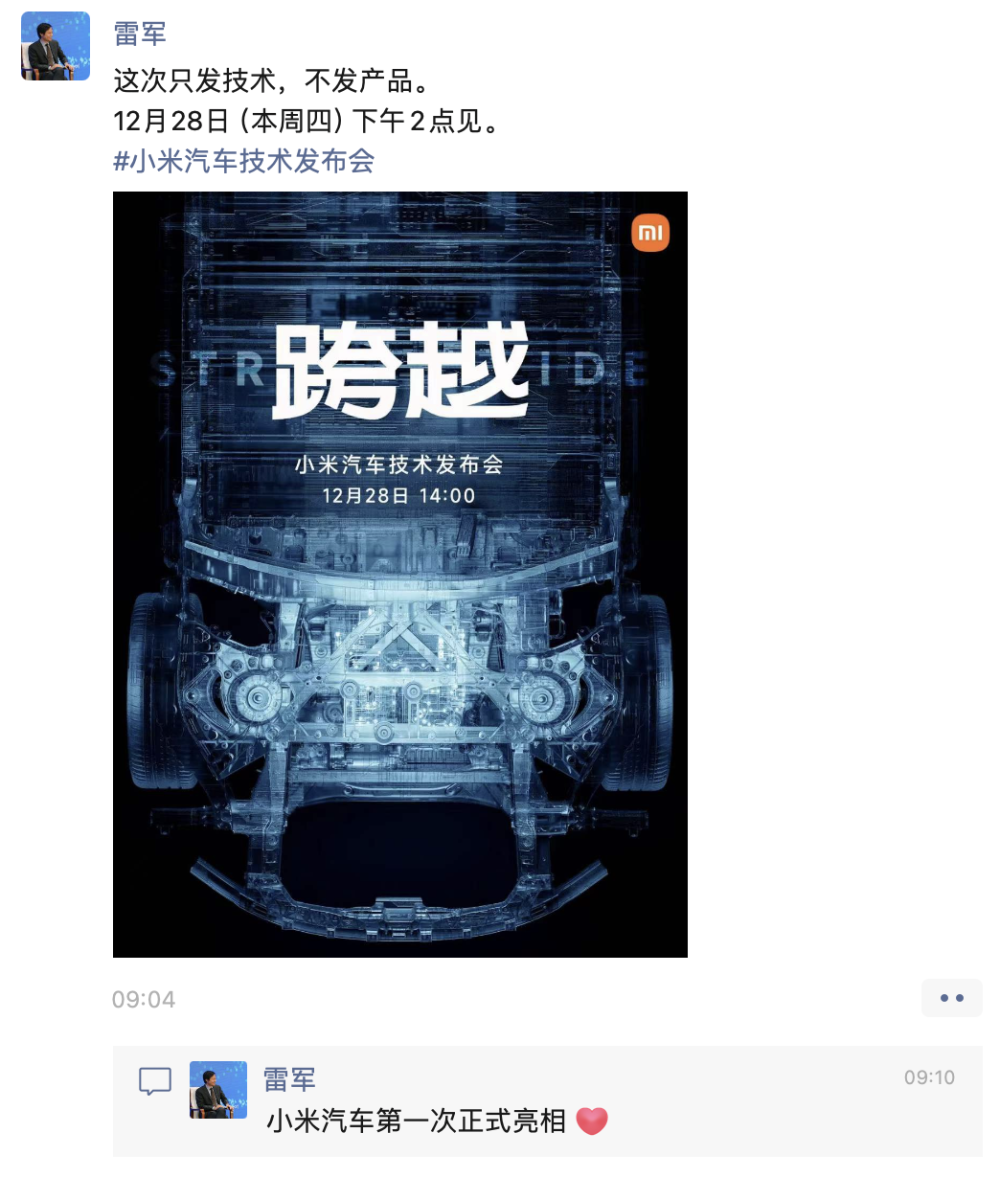 雷军
这次只发技术，不发产品。
12月28日（本周四）下午2点见。
#小米汽车技术发布会
mi
STRIDE
跨越
小米汽车技术发布会
12月28日 14:00
09:04
雷军
09:10
小米汽车第一次正式亮相